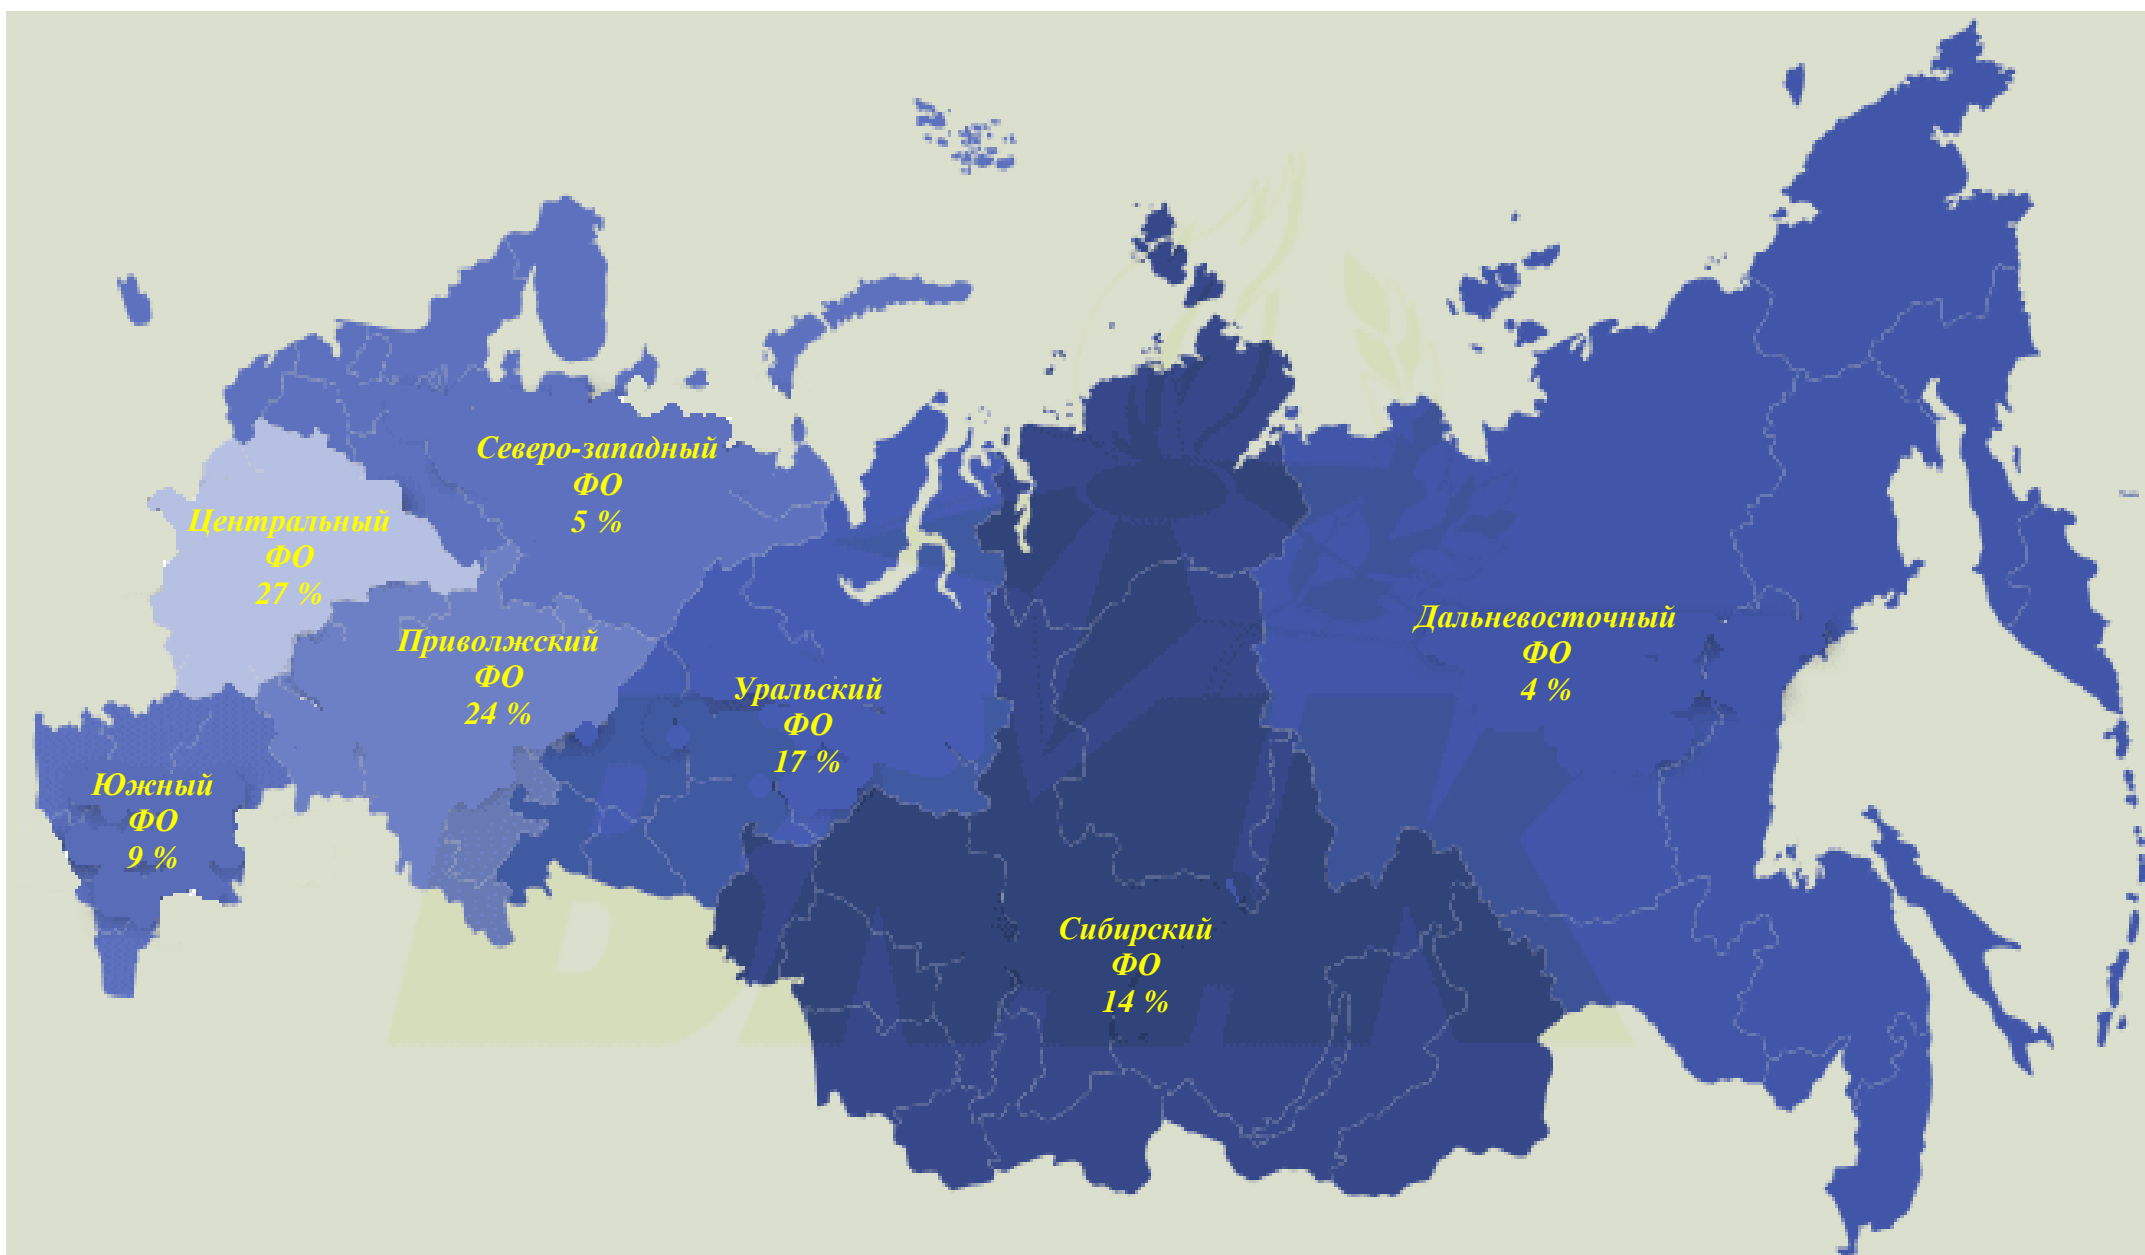 Северо-западный
ФО
5 %
Центральный
ФО
27 %
Приволжский
ФО
24 %
Дальневосточный
ФО
4 %
Уральский
ФО
17 %
Южный
ФО
9 %
Сибирский
ФО
14 %